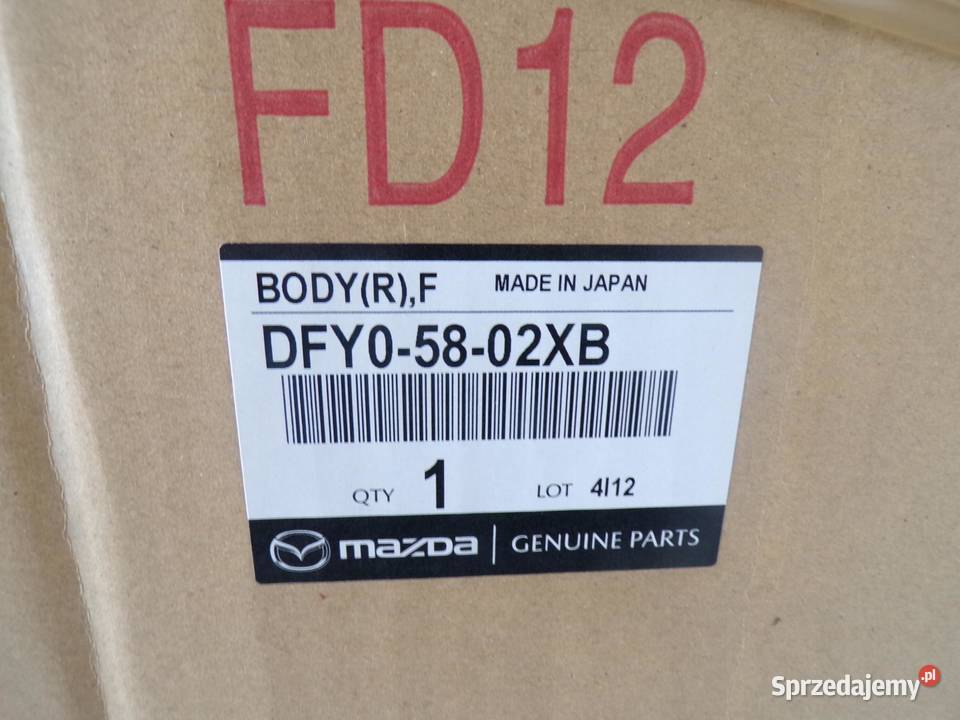 FD12
BODY(R),F MADE IN JAPAN
DFY0-58-02XB
QTY 1 LOT 4I12
mazda | GENUINE PARTS
Sprzedajemy.pl